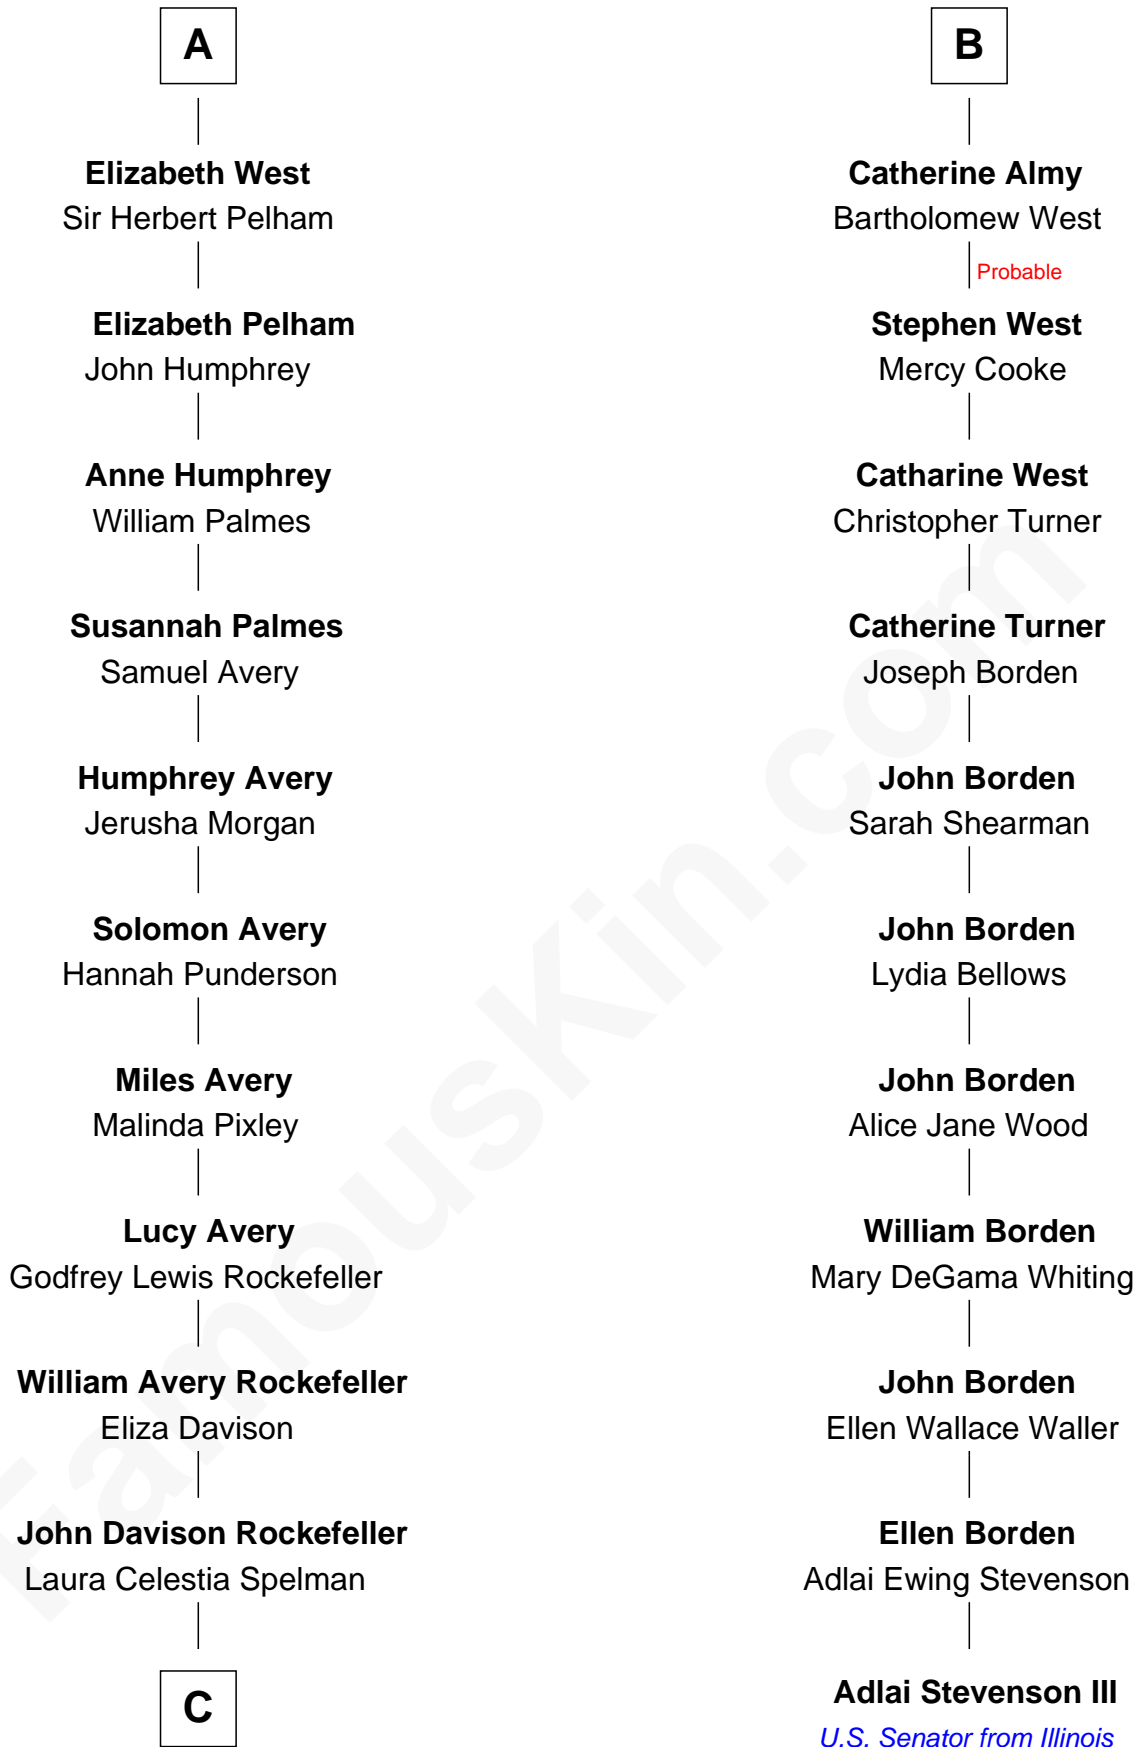 A
Elizabeth West
Sir Herbert Pelham
Elizabeth Pelham
John Humphrey
Anne Humphrey
William Palmes
Susannah Palmes
Samuel Avery
Humphrey Avery
Jerusha Morgan
Solomon Avery
Hannah Punderson
Miles Avery
Malinda Pixley
Lucy Avery
Godfrey Lewis Rockefeller
William Avery Rockefeller
Eliza Davison
John Davison Rockefeller
Laura Celestia Spelman
C
B
Catherine Almy
Bartholomew West
Probable
Stephen West
Mercy Cooke
Catharine West
Christopher Turner
Catherine Turner
Joseph Borden
John Borden
Sarah Shearman
John Borden
Lydia Bellows
John Borden
Alice Jane Wood
William Borden
Mary DeGama Whiting
John Borden
Ellen Wallace Waller
Ellen Borden
Adlai Ewing Stevenson
Adlai Stevenson III
U.S. Senator from Illinois
FamousKin.com